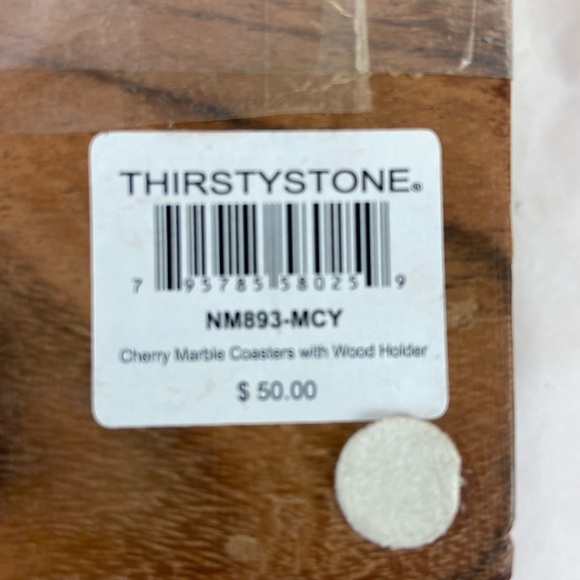 THIRSTYSTONE®
7 95785 58025 9
NM893-MCY
Cherry Marble Coasters with Wood Holder
$ 50.00